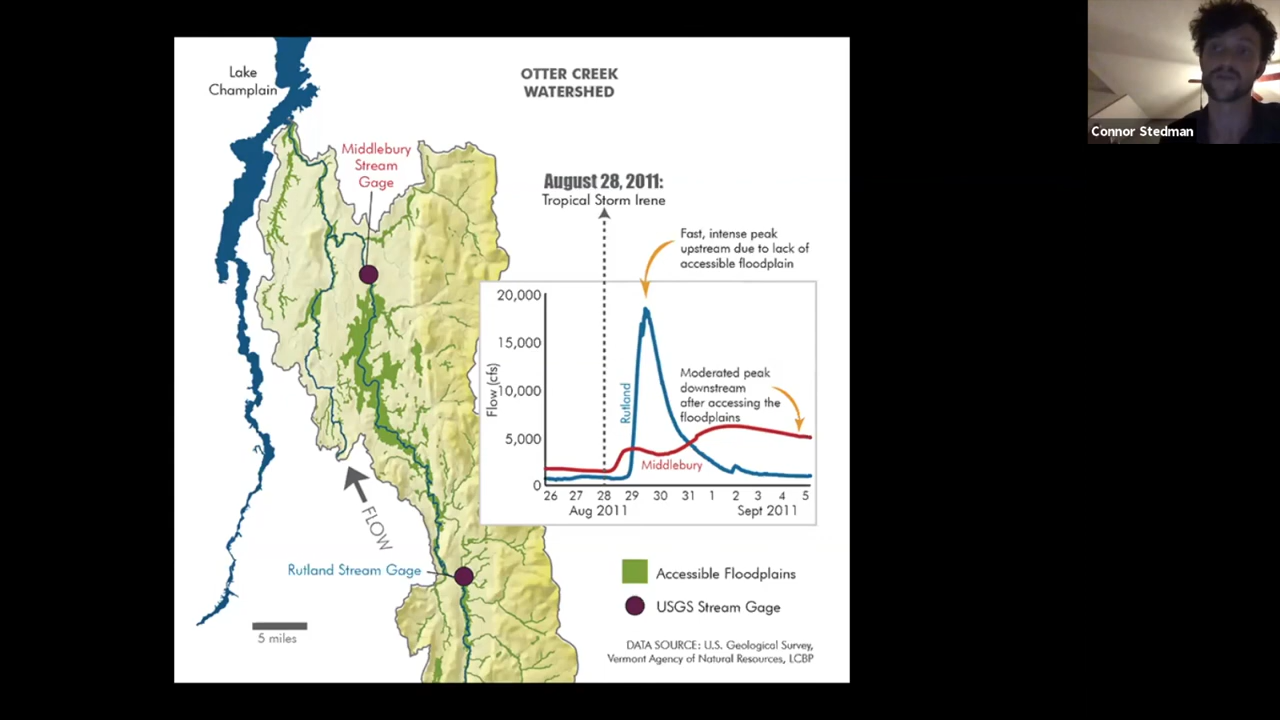 Lake
Champlain
OTTER CREEK
WATERSHED
Middlebury
Stream
Gage
August 28, 2011:
Tropical Storm Irene
Fast, intense peak
upstream due to lack of
accessible floodplain
20,000
15,000
10,000
5,000
0
Flow (cfs)
Rutland
Moderated peak
downstream
after accessing the
floodplains
Middlebury
26 27 28 29 30 31 1 2 3 4 5
Aug 2011 Sept 2011
FLOW
Rutland Stream Gage
5 miles
Accessible Floodplains
USGS Stream Gage
DATA SOURCE: U.S. Geological Survey,
Vermont Agency of Natural Resources, LCBP
Connor Stedman